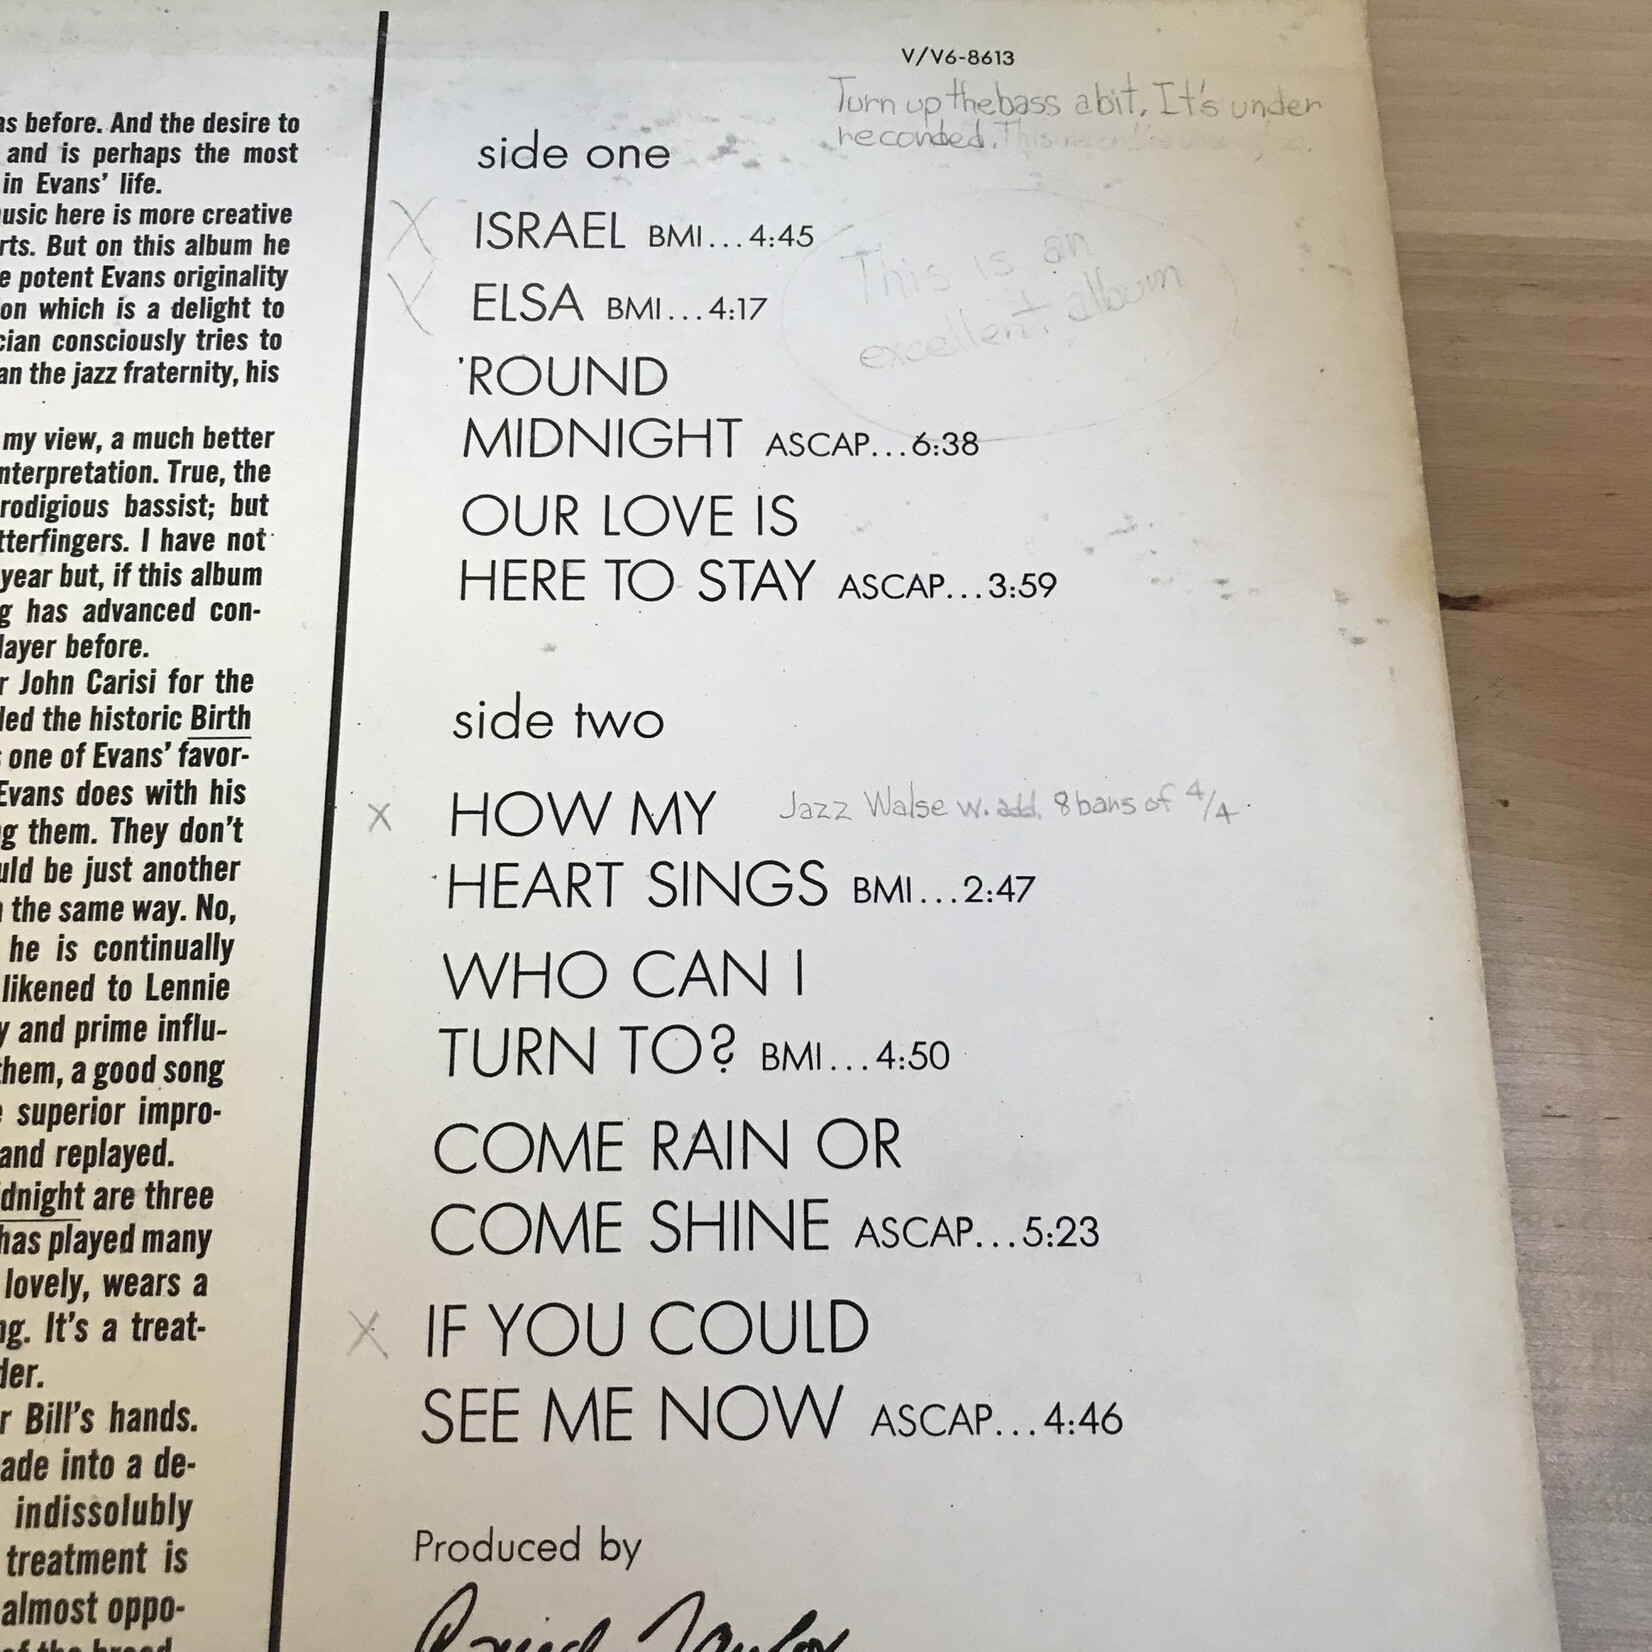 as before. And the desire to
and is perhaps the most
in Evans' life.
usic here is more creative
rts. But on this album he
e potent Evans originality
on which is a delight to
cian consciously tries to
an the jazz fraternity, his
my view, a much better
nterpretation. True, the
rodigious bassist; but
tterfingers. I have not
year but, if this album
g has advanced con-
layer before.
r John Carisi for the
led the historic Birth
one of Evans' favor-
Evans does with his
g them. They don't
uld be just another
the same way. No,
he is continually
likened to Lennie
y and prime influ-
hem, a good song
superior impro-
and replayed.
dnight are three
has played many
lovely, wears a
ng. It's a treat-
der.
r Bill's hands.
ade into a de-
indissolubly
treatment is
almost oppo-
V/V6-8613
Turn up the bass a bit, It's under
recorded. This
side one
X ISRAEL BMI...4:45
This is an
excellent album
X ELSA BMI...4:17
'ROUND
MIDNIGHT ASCAP...6:38
OUR LOVE IS
HERE TO STAY ASCAP...3:59
side two
X HOW MY Jazz Walse w. add. 8 bars of 4/4
HEART SINGS BMI...2:47
WHO CAN I
TURN TO? BMI...4:50
COME RAIN OR
COME SHINE ASCAP...5:23
X IF YOU COULD
SEE ME NOW ASCAP...4:46
Produced by
Creed Taylor